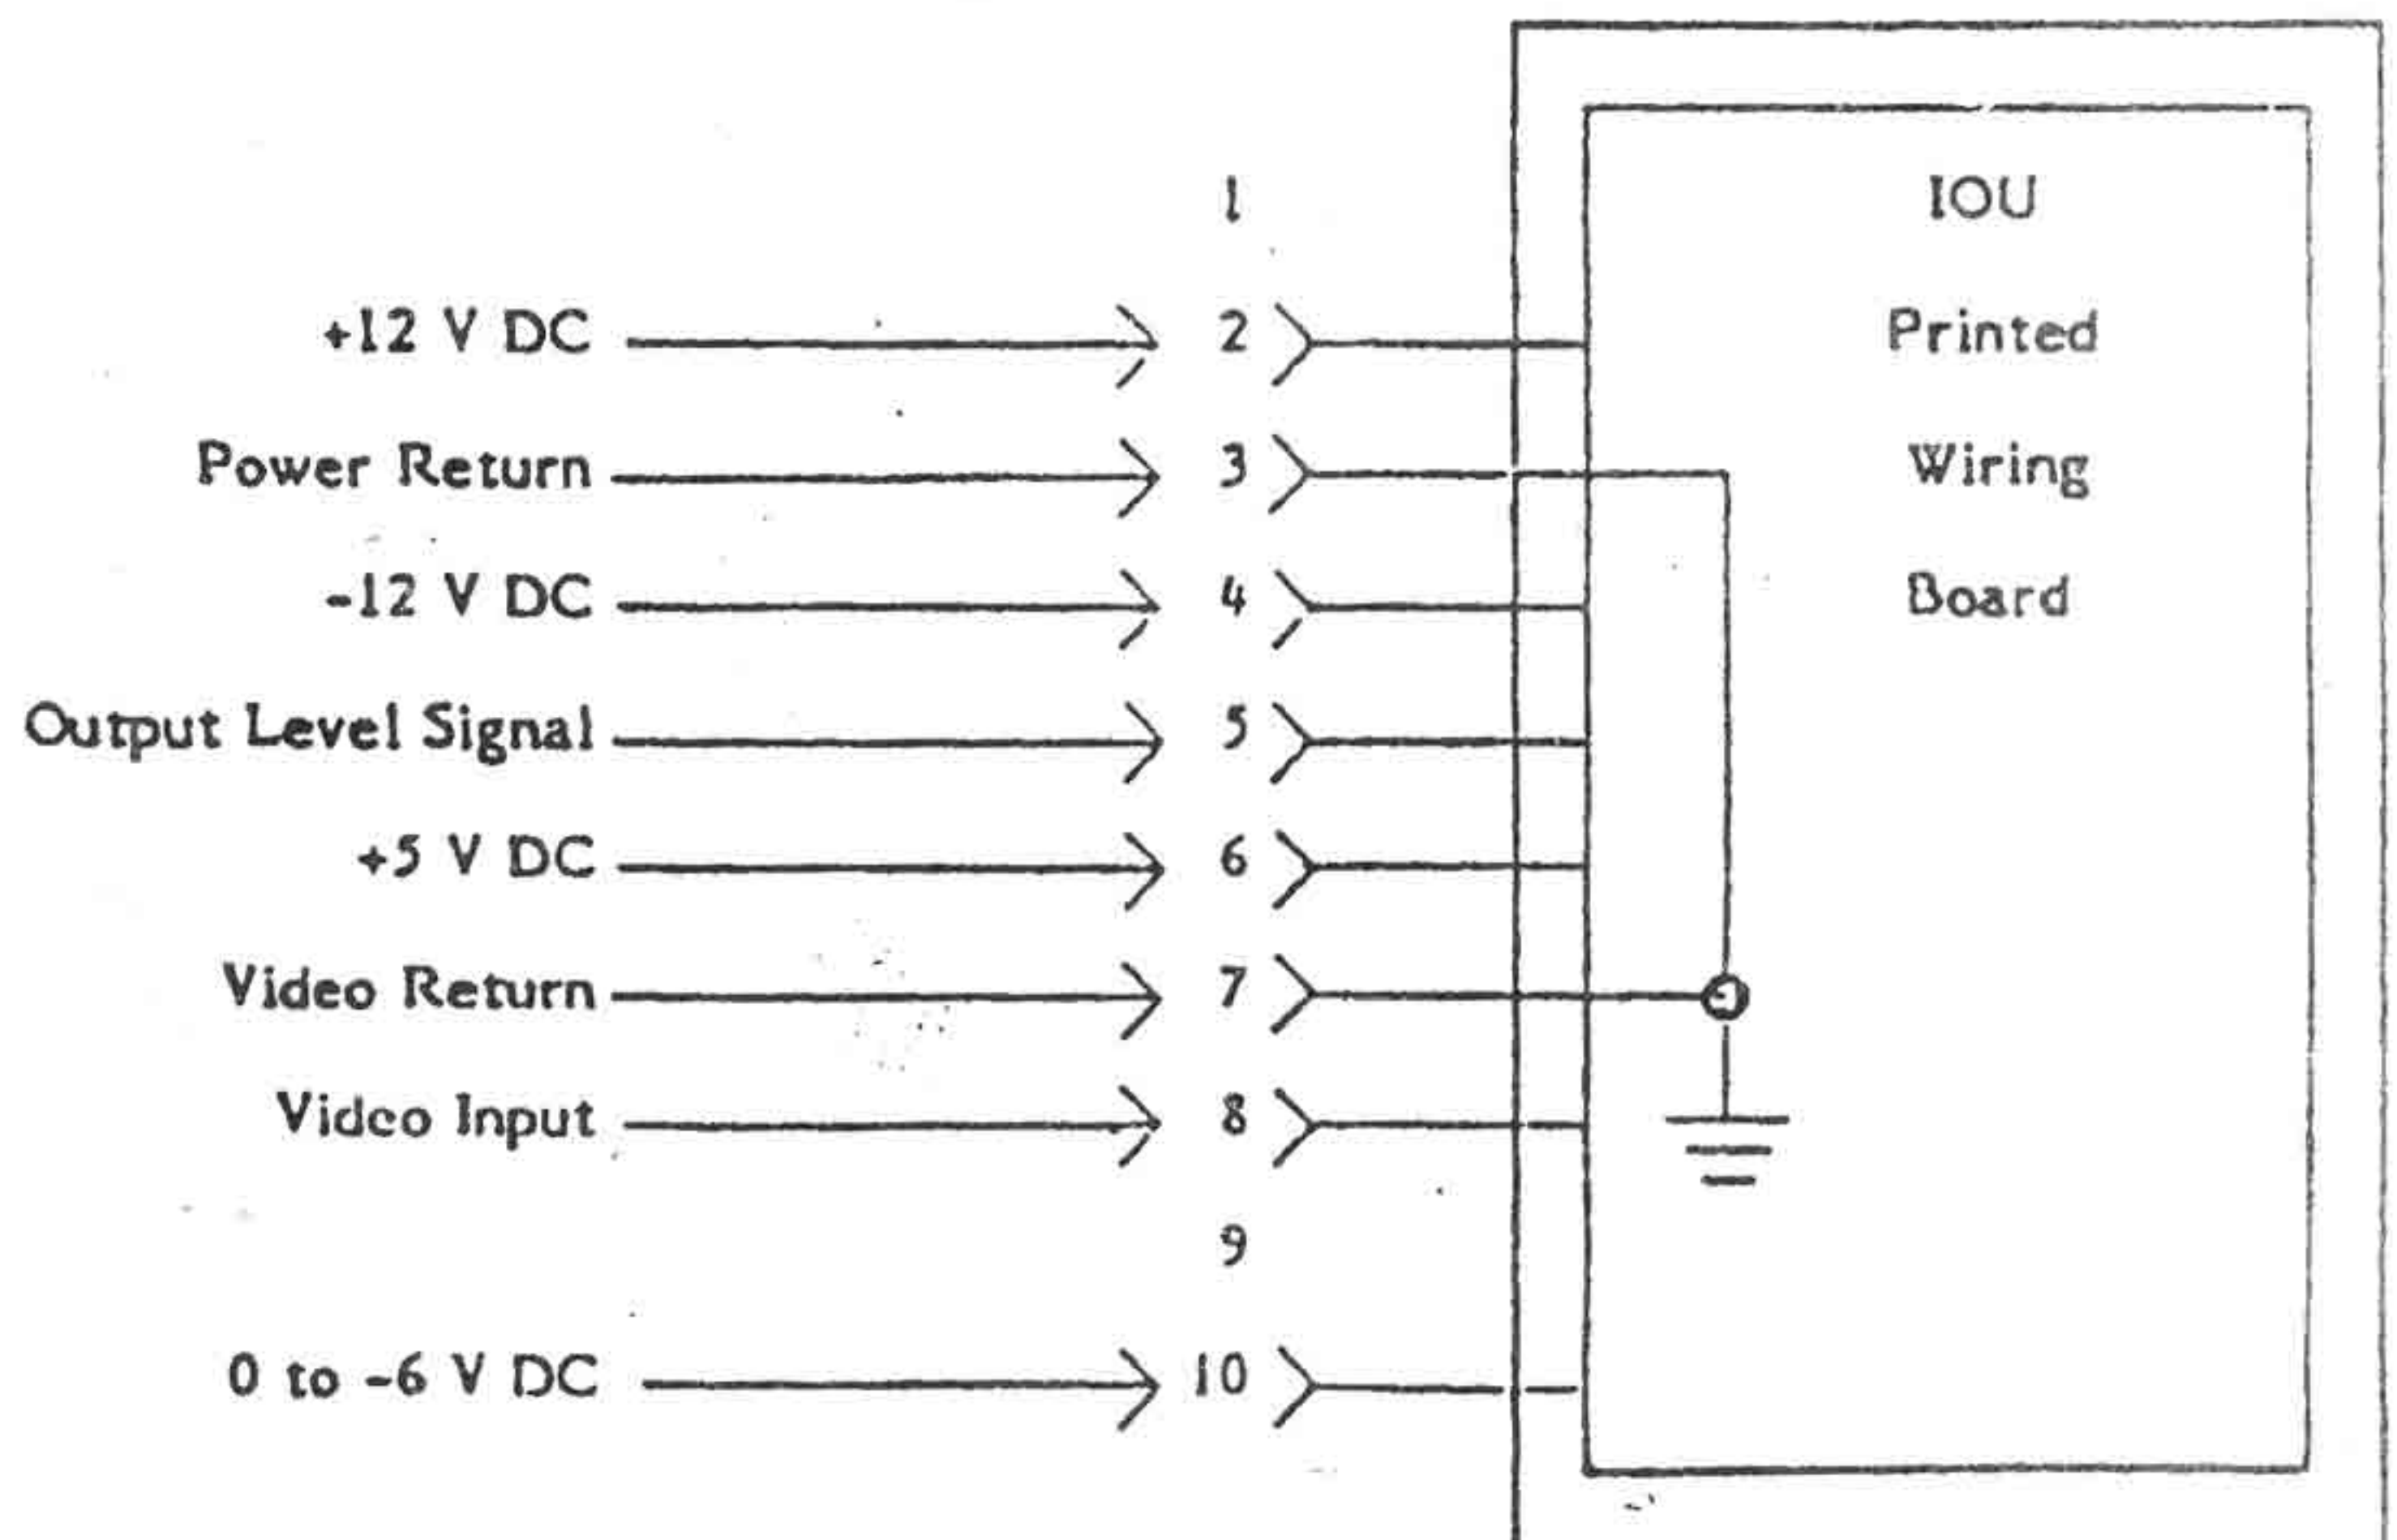 1
IOU
+12 V DC 2 Printed
Power Return 3 Wiring
-12 V DC 4 Board
Output Level Signal 5
+5 V DC 6
Video Return 7
Video Input 8
9
0 to -6 V DC 10